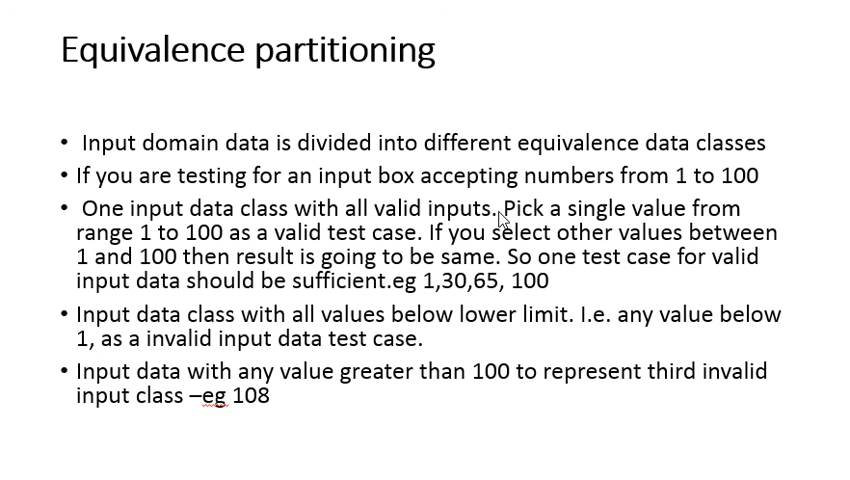 Equivalence partitioning
• Input domain data is divided into different equivalence data classes
• If you are testing for an input box accepting numbers from 1 to 100
• One input data class with all valid inputs. Pick a single value from
range 1 to 100 as a valid test case. If you select other values between
1 and 100 then result is going to be same. So one test case for valid
input data should be sufficient.eg 1,30,65, 100
• Input data class with all values below lower limit. I.e. any value below
1, as a invalid input data test case.
• Input data with any value greater than 100 to represent third invalid
input class –eg 108